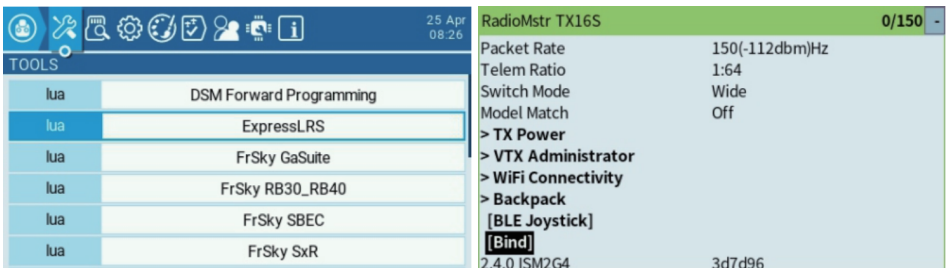 25 Apr
08:26
TOOLS
lua DSM Forward Programming
lua ExpressLRS
lua FrSky GaSuite
lua FrSky RB30_RB40
lua FrSky SBEC
lua FrSky SxR
RadioMstr TX16S 0/150 -
Packet Rate 150(-112dbm)Hz
Telem Ratio 1:64
Switch Mode Wide
Model Match Off
> TX Power
> VTX Administrator
> WiFi Connectivity
> Backpack
[BLE Joystick]
[Bind]
2.4.0 ISM2G4 3d7d96